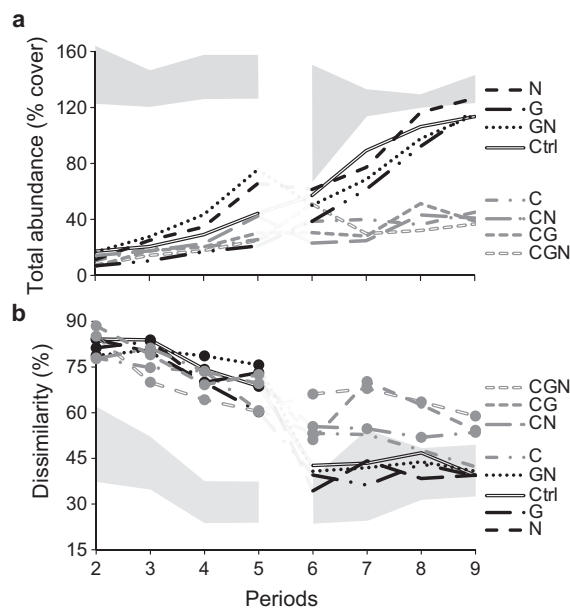 a
Total abundance (% cover)
160
120
80
40
0
N
G
GN
Ctrl
C
CN
CG
CGN
b
Dissimilarity (%)
90
75
60
45
30
15
CGN
CG
CN
C
GN
Ctrl
G
N
2 3 4 5 6 7 8 9
Periods